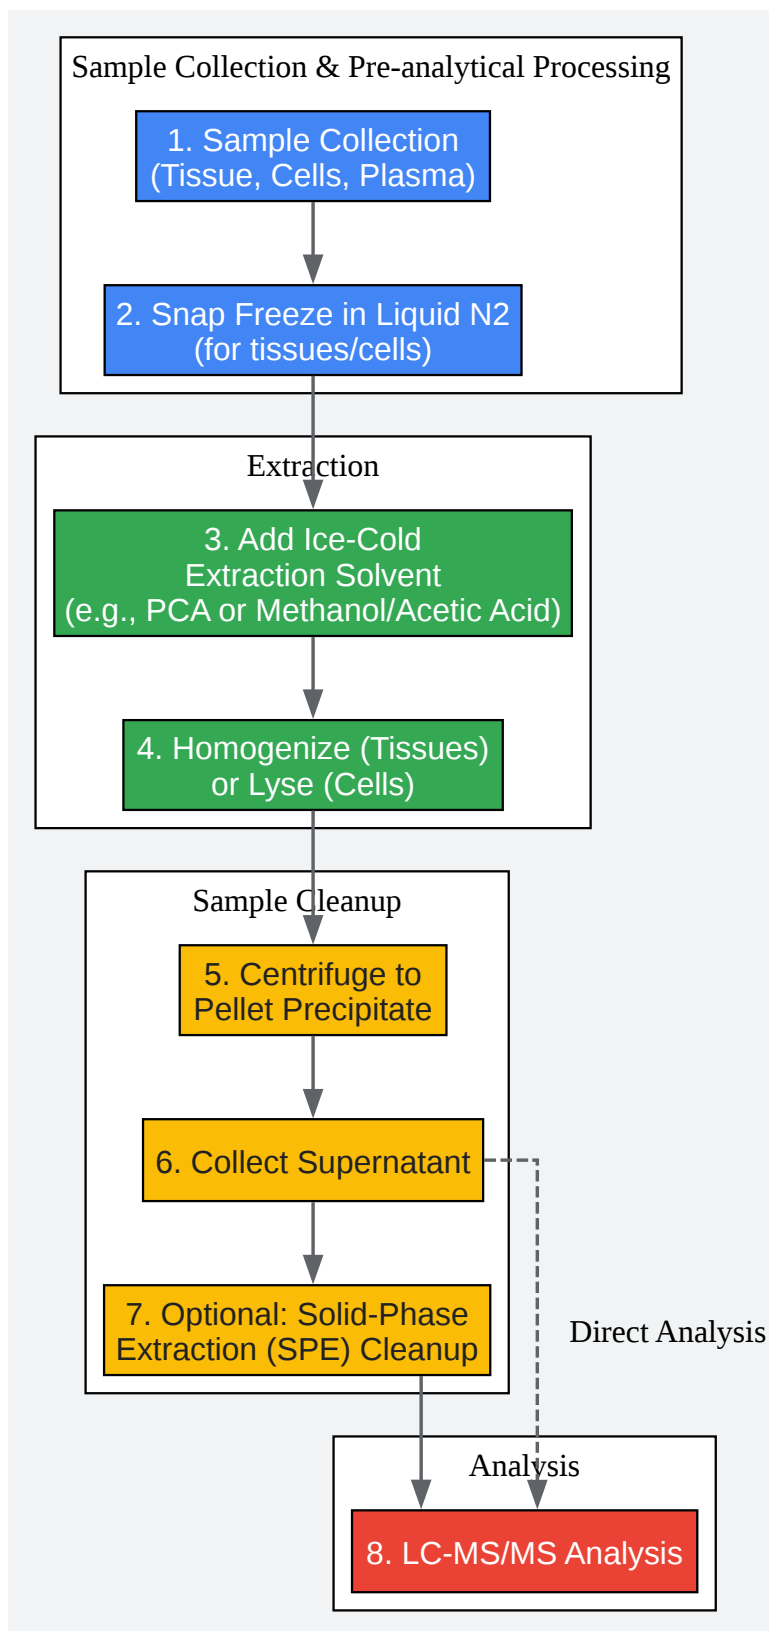 Sample Collection & Pre-analytical Processing
1. Sample Collection
(Tissue, Cells, Plasma)
2. Snap Freeze in Liquid N2
(for tissues/cells)
Extraction
3. Add Ice-Cold
Extraction Solvent
(e.g., PCA or Methanol/Acetic Acid)
4. Homogenize (Tissues)
or Lyse (Cells)
Sample Cleanup
5. Centrifuge to
Pellet Precipitate
6. Collect Supernatant
7. Optional: Solid-Phase
Extraction (SPE) Cleanup
Direct Analysis
Analysis
8. LC-MS/MS Analysis